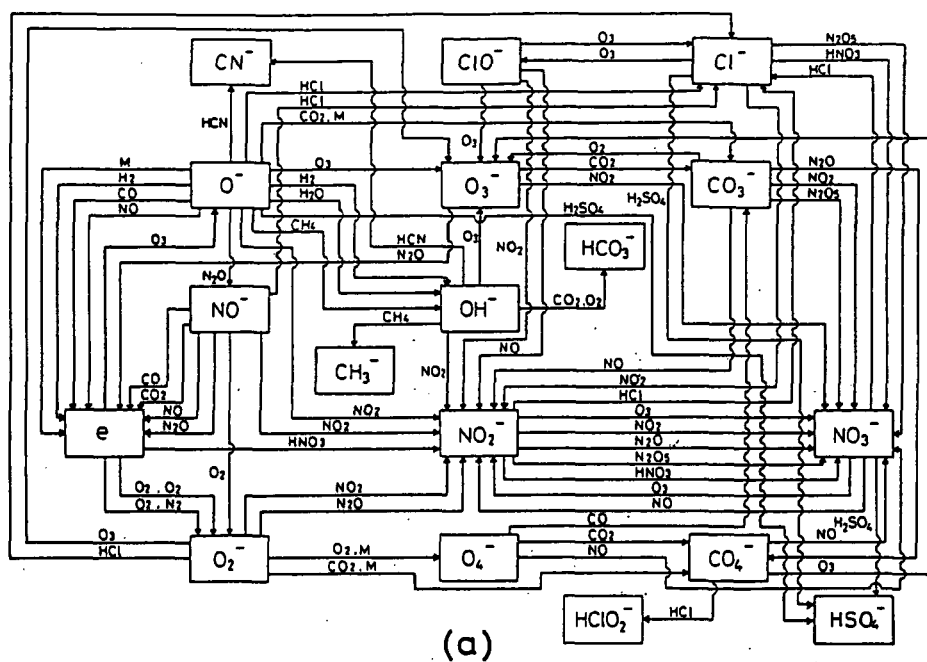 O₃ N₂O₅
CN⁻ ClO⁻ O₃ Cl⁻ HNO₃
HCl
HCl
HCl
CO₂,M
HCN
O₃ O₂
M O⁻ O₃ O₃⁻ CO₂ CO₃⁻ N₂O
H₂ H₂ NO₂ NO₂
CO H₂O N₂O₅
NO H₂SO₄ H₂SO₄
CH₄
O₃ HCN O₃ NO₂ HCO₃⁻
N₂O
N₂O
NO⁻ OH⁻ CO₂,O₂
CH₄
NO
CO CH₃⁻ NO₂ NO
CO₂ NO₂
HCl
e NO NO₂ NO₂⁻ O₃ NO₃⁻
N₂O NO₂ NO₂
HNO₃ N₂O
N₂O₅
O₂ HNO₃
O₂,O₂ NO₂ O₂
O₂,N₂ N₂O NO
H₂SO₄
CO
O₃ O₂⁻ O₂,M O₄⁻ CO₂ CO₄⁻ NO
HCl CO₂,M NO O₃
HClO₂⁻ HCl HSO₄⁻
(a)